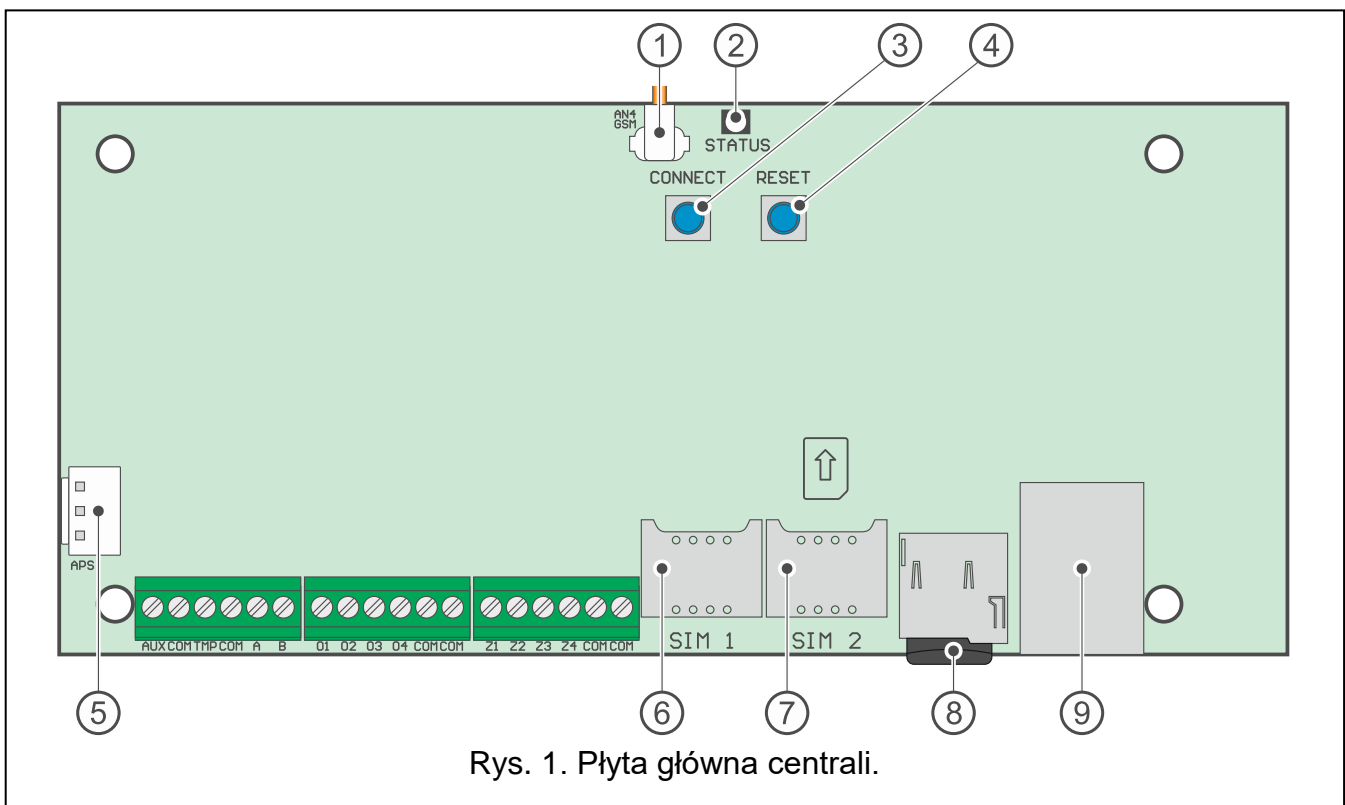 1 2 3 4
AN4
GSM
STATUS
CONNECT RESET
APS
AUX COM TMP COM A B O1 O2 O3 O4 COM COM Z1 Z2 Z3 Z4 COM COM
SIM 1 SIM 2
5 6 7 8 9
Rys. 1. Płyta główna centrali.